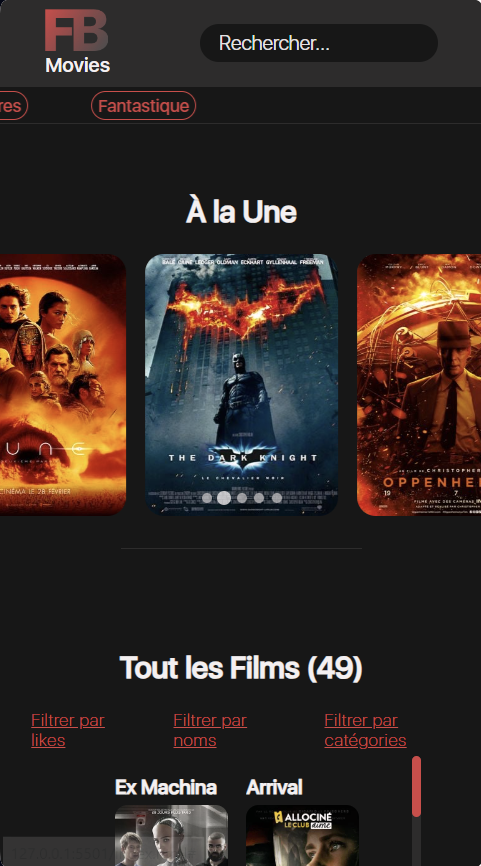 FB
Movies
Rechercher...
res
Fantastique
À la Une
BALE CAINE LEDGER OLDMAN ECKHART GYLLENHAAL FREEMAN
UNE
CINÉMA LE 28 FÉVRIER
THE DARK KNIGHT
LE CHEVALIER NOIR
UN FILM DE CHRISTOPHER
OPPENHEI
19
7
Tout les Films (49)
Filtrer par
likes
Filtrer par
noms
Filtrer par
catégories
Ex Machina
Arrival
ALLOCINÉ
LE CLUB aime